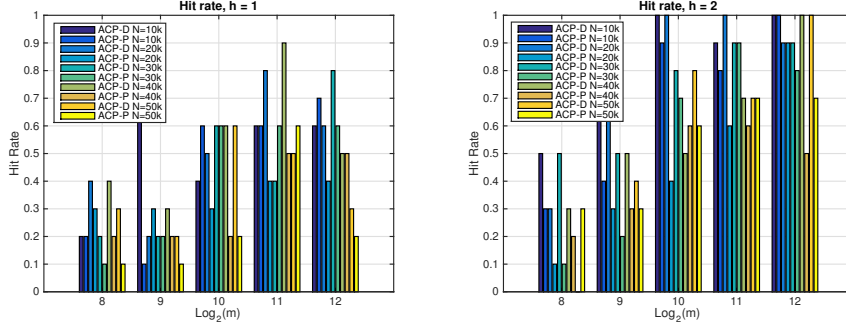 Hit rate, h = 1
1
0.9
0.8
0.7
0.6
0.5
0.4
0.3
0.2
0.1
0
Hit Rate
ACP-D N=10k
ACP-P N=10k
ACP-D N=20k
ACP-P N=20k
ACP-D N=30k
ACP-P N=30k
ACP-D N=40k
ACP-P N=40k
ACP-D N=50k
ACP-P N=50k
8 9 10 11 12
Log2(m)
Hit rate, h = 2
1
0.9
0.8
0.7
0.6
0.5
0.4
0.3
0.2
0.1
0
Hit Rate
ACP-D N=10k
ACP-P N=10k
ACP-D N=20k
ACP-P N=20k
ACP-D N=30k
ACP-P N=30k
ACP-D N=40k
ACP-P N=40k
ACP-D N=50k
ACP-P N=50k
8 9 10 11 12
Log2(m)